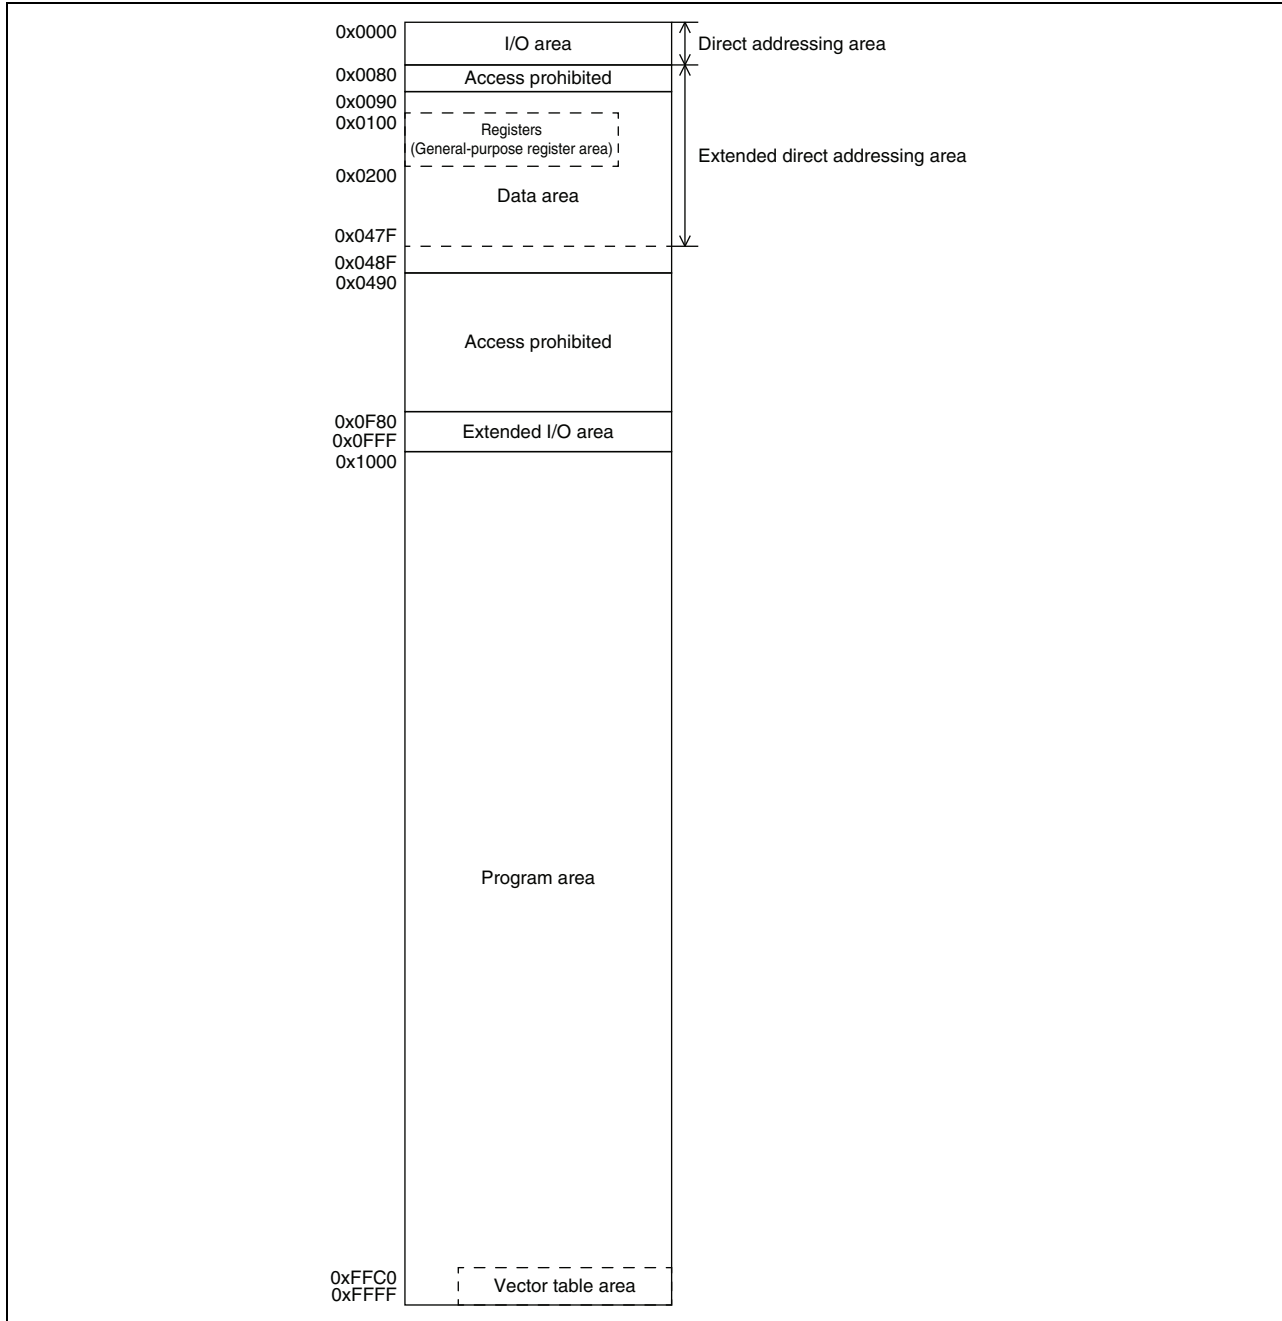 0x0000
I/O area
Direct addressing area
0x0080
Access prohibited
0x0090
0x0100
Registers
(General-purpose register area)
Extended direct addressing area
0x0200
Data area
0x047F
0x048F
0x0490
Access prohibited
0x0F80
Extended I/O area
0x0FFF
0x1000
Program area
0xFFC0
Vector table area
0xFFFF